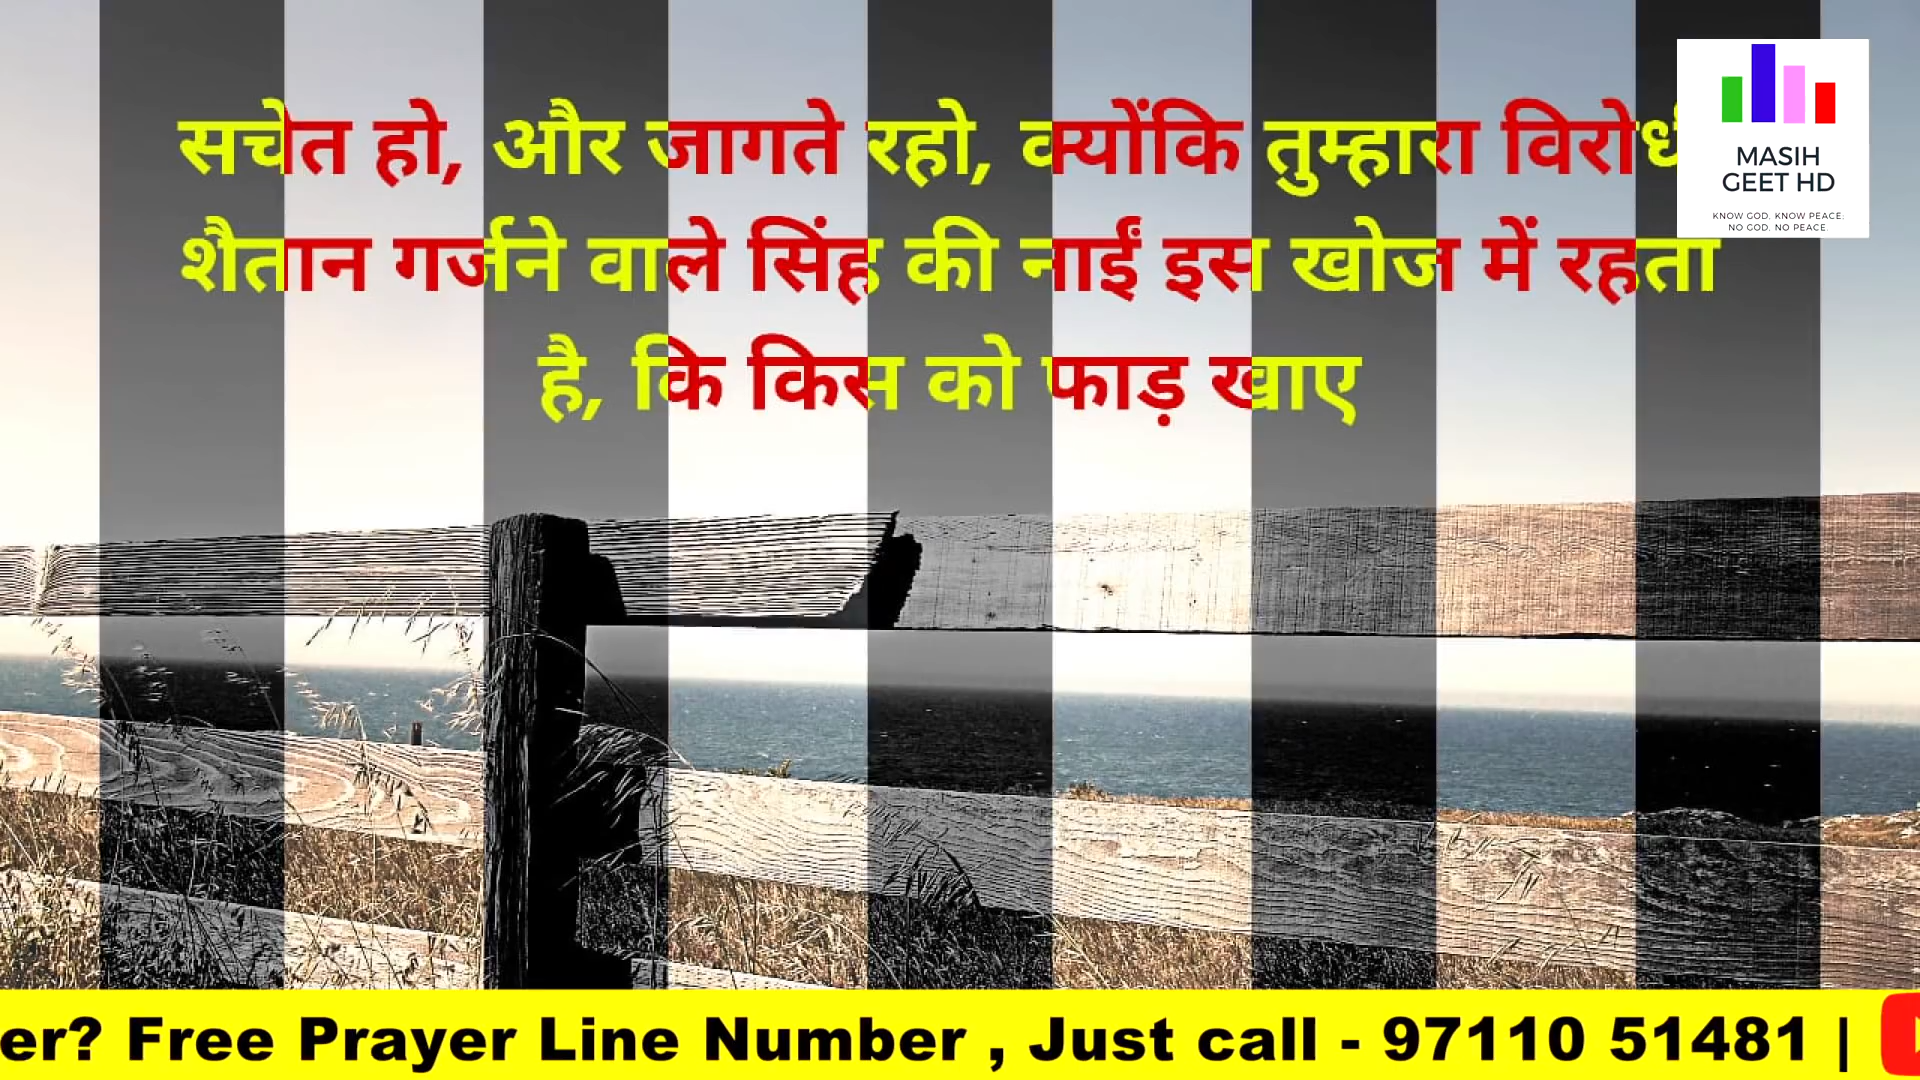 सचेत हो, और जागते रहो, क्योंकि तुम्हारा विरोधी
शैतान गर्जने वाले सिंह की नाईं इस खोज में रहता
है, कि किस को फाड़ खाए
MASIH
GEET HD
KNOW GOD. KNOW PEACE.
NO GOD. NO PEACE.
er? Free Prayer Line Number , Just call - 97110 51481 |